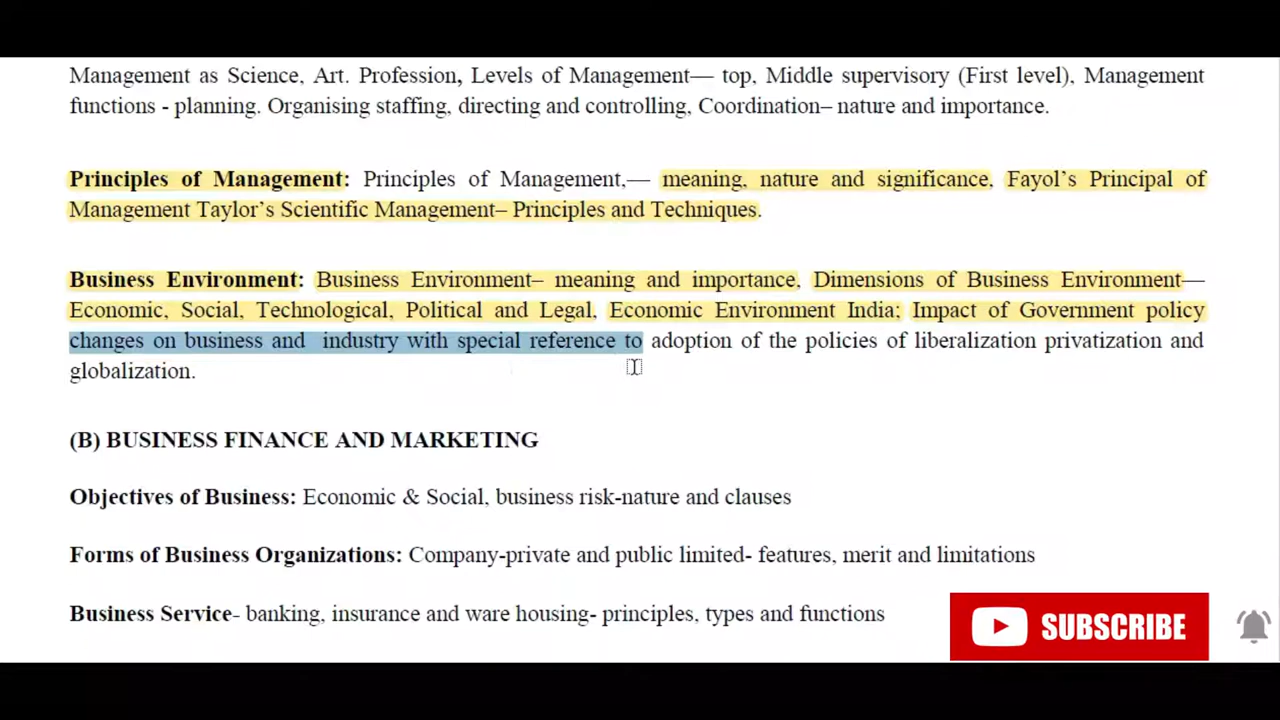 Management as Science, Art. Profession, Levels of Management— top, Middle supervisory (First level), Management
functions - planning. Organising staffing, directing and controlling, Coordination– nature and importance.
Principles of Management: Principles of Management,— meaning, nature and significance, Fayol's Principal of
Management Taylor's Scientific Management– Principles and Techniques.
Business Environment: Business Environment– meaning and importance, Dimensions of Business Environment—
Economic, Social, Technological, Political and Legal, Economic Environment India; Impact of Government policy
changes on business and industry with special reference to adoption of the policies of liberalization privatization and
globalization.
(B) BUSINESS FINANCE AND MARKETING
Objectives of Business: Economic & Social, business risk-nature and clauses
Forms of Business Organizations: Company-private and public limited- features, merit and limitations
Business Service- banking, insurance and ware housing- principles, types and functions
SUBSCRIBE